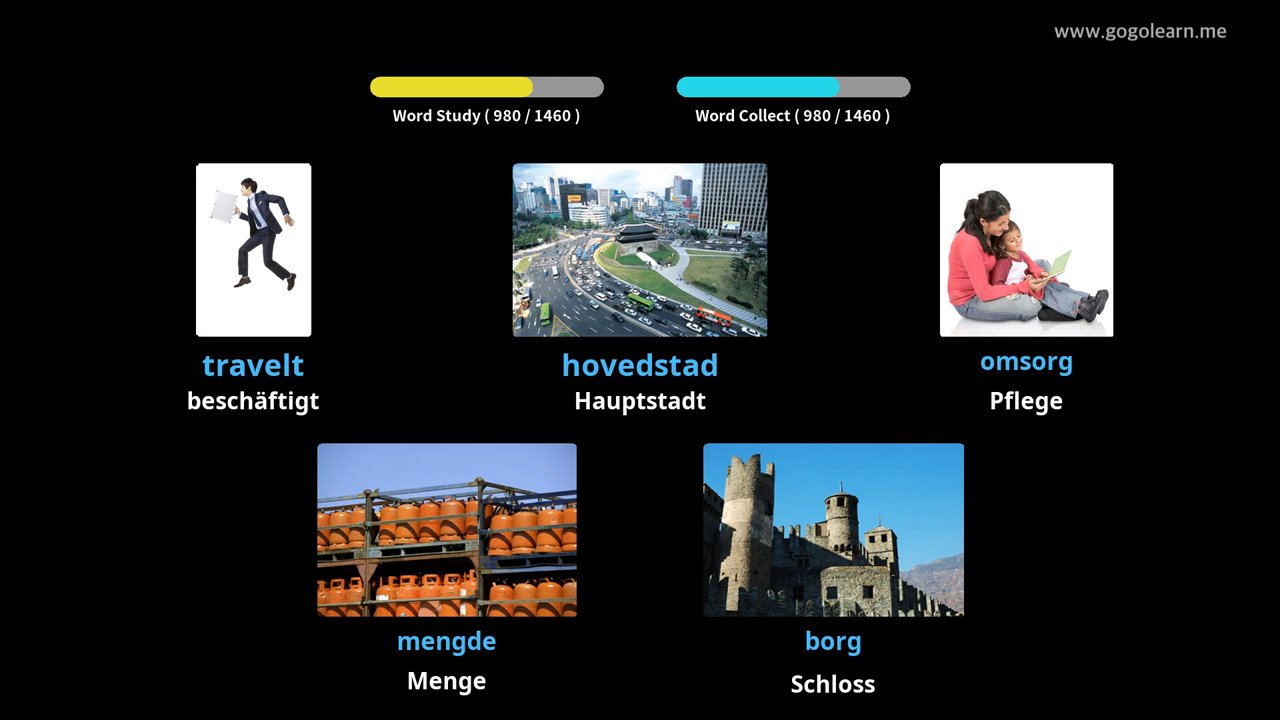 www.gogolearn.me
Word Study ( 980 / 1460 )
Word Collect ( 980 / 1460 )
travelt
beschäftigt
hovedstad
Hauptstadt
omsorg
Pflege
mengde
Menge
borg
Schloss